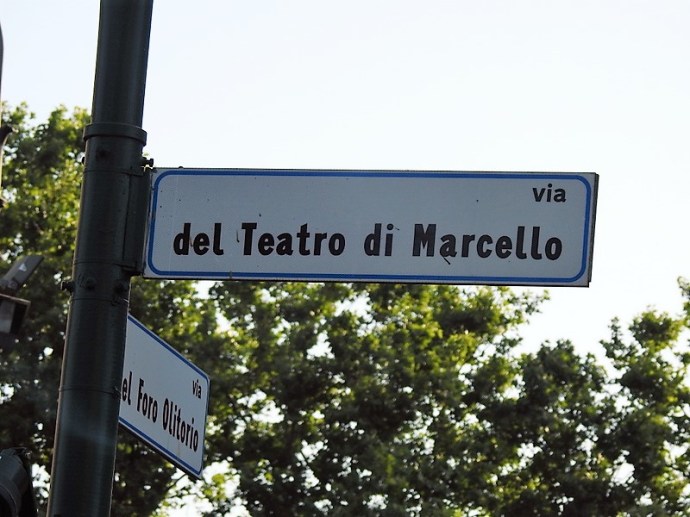 via
del Teatro di Marcello
via
el Foro Olitorio